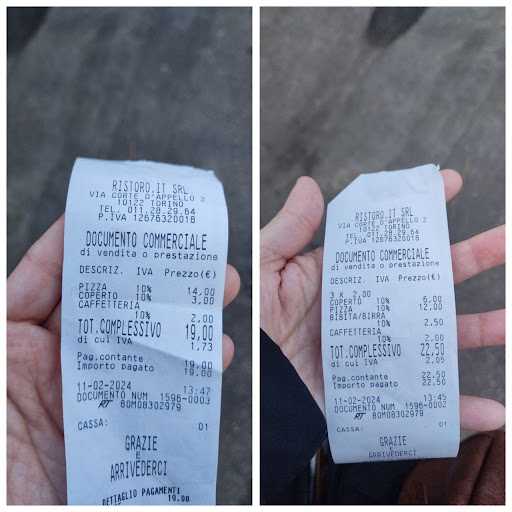 RISTORO.IT SRL
VIA CORTE D'APPELLO 2
10122 TORINO
TEL. 011.28.29.64
P.IVA 12676320018
DOCUMENTO COMMERCIALE
di vendita o prestazione
DESCRIZ. IVA Prezzo(€)
PIZZA 10% 14,00
COPERTO 10% 3,00
CAFFETTERIA
10% 2,00
TOT.COMPLESSIVO 19,00
di cui IVA 1,73
Pag.contante 19,00
Importo pagato 19,00
11-02-2024 13:47
DOCUMENTO NUM 1596-0003
RT 80M08302979
CASSA: 01
GRAZIE
E
ARRIVEDERCI
DETTAGLIO PAGAMENTI
19,00
RISTORO.IT SRL
VIA CORTE D'APPELLO 2
10122 TORINO
TEL. 011.28.29.64
P.IVA 12676320018
DOCUMENTO COMMERCIALE
di vendita o prestazione
DESCRIZ. IVA Prezzo(€)
3 X 2,00
COPERTO 10% 6,00
PIZZA 10% 12,00
BIBITA/BIRRA
10% 2,50
CAFFETTERIA
10% 2,00
TOT.COMPLESSIVO 22,50
di cui IVA 2,05
Pag.contante 22,50
Importo pagato 22,50
11-02-2024 13:45
DOCUMENTO NUM 1596-0002
RT 80M08302979
CASSA: 01
GRAZIE
E
ARRIVEDERCI